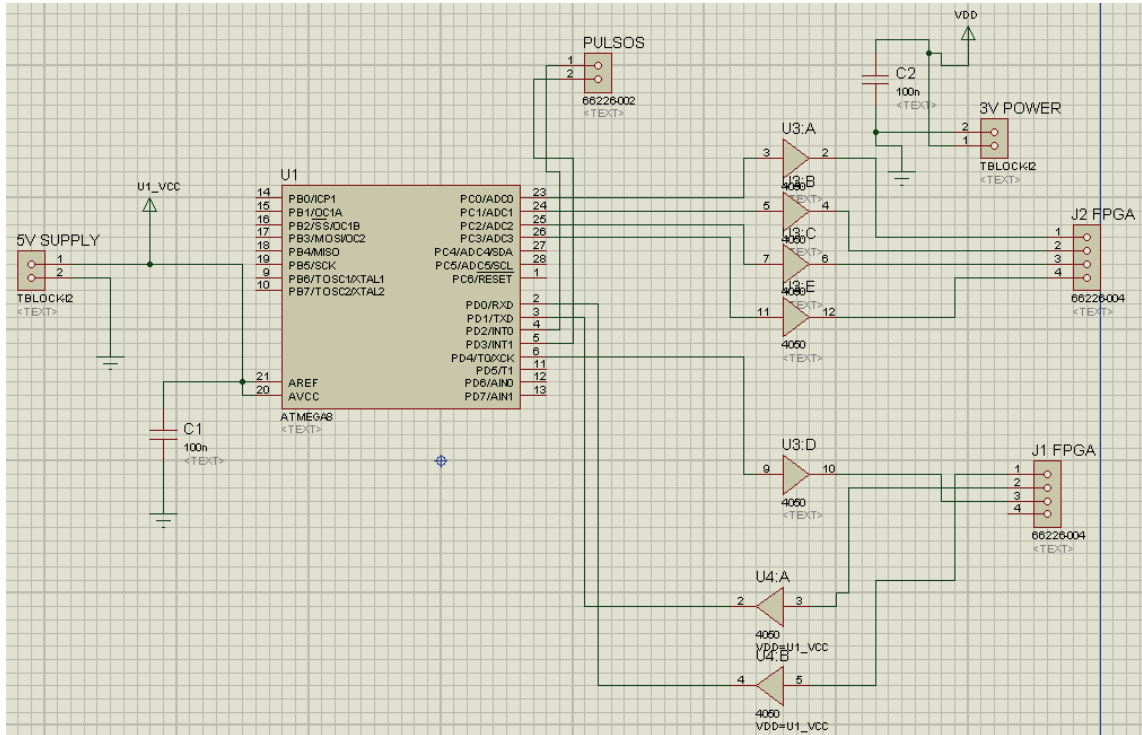 VDD
PULSOS
1
2
66226-002
<TEXT>
C2
100n
<TEXT>
3V POWER
2
1
TBLOCK-I2
<TEXT>
U1_VCC
5V SUPPLY
1
2
TBLOCK-I2
<TEXT>
U1
14 PB0/ICP1
15 PB1/OC1A
16 PB2/SS/OC1B
17 PB3/MOSI/OC2
18 PB4/MISO
19 PB5/SCK
9 PB6/TOSC1/XTAL1
10 PB7/TOSC2/XTAL2
21 AREF
20 AVCC
PC0/ADC0 23
PC1/ADC1 24
PC2/ADC2 25
PC3/ADC3 26
PC4/ADC4/SDA 27
PC5/ADC5/SCL 28
PC6/RESET 1
PD0/RXD 2
PD1/TXD 3
PD2/INT0 4
PD3/INT1 5
PD4/T0/XCK 6
PD5/T1 11
PD6/AIN0 12
PD7/AIN1 13
ATMEGA8
<TEXT>
C1
100n
<TEXT>
U3:A
3 2
4050
U3:B
5 4
4050
U3:C
7 6
4050
U3:E
11 12
4050
<TEXT>
J2 FPGA
1
2
3
4
66226-004
<TEXT>
U3:D
9 10
4050
<TEXT>
J1 FPGA
1
2
3
4
66226-004
<TEXT>
U4:A
2 3
4050
VDD=U1_VCC
U4:B
4 5
4050
VDD=U1_VCC